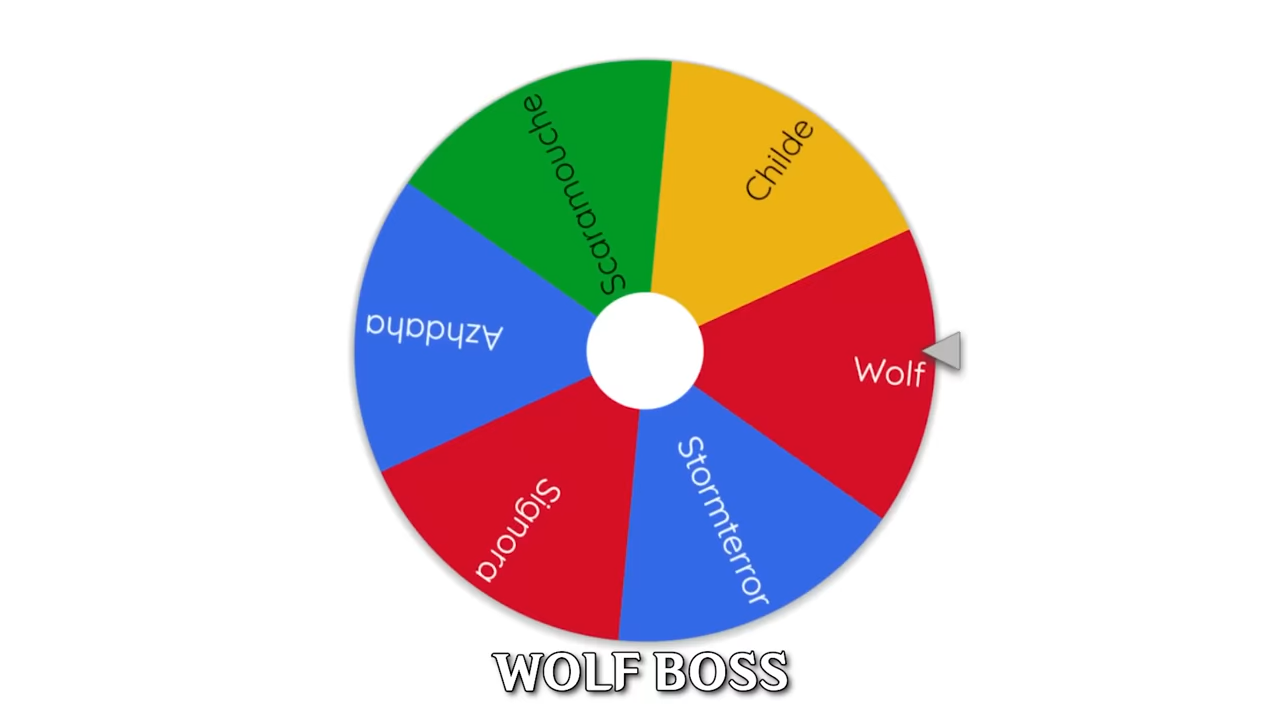 Scaramouche
Childe
Azhdaha
Wolf
Signora
Stormterror
WOLF BOSS